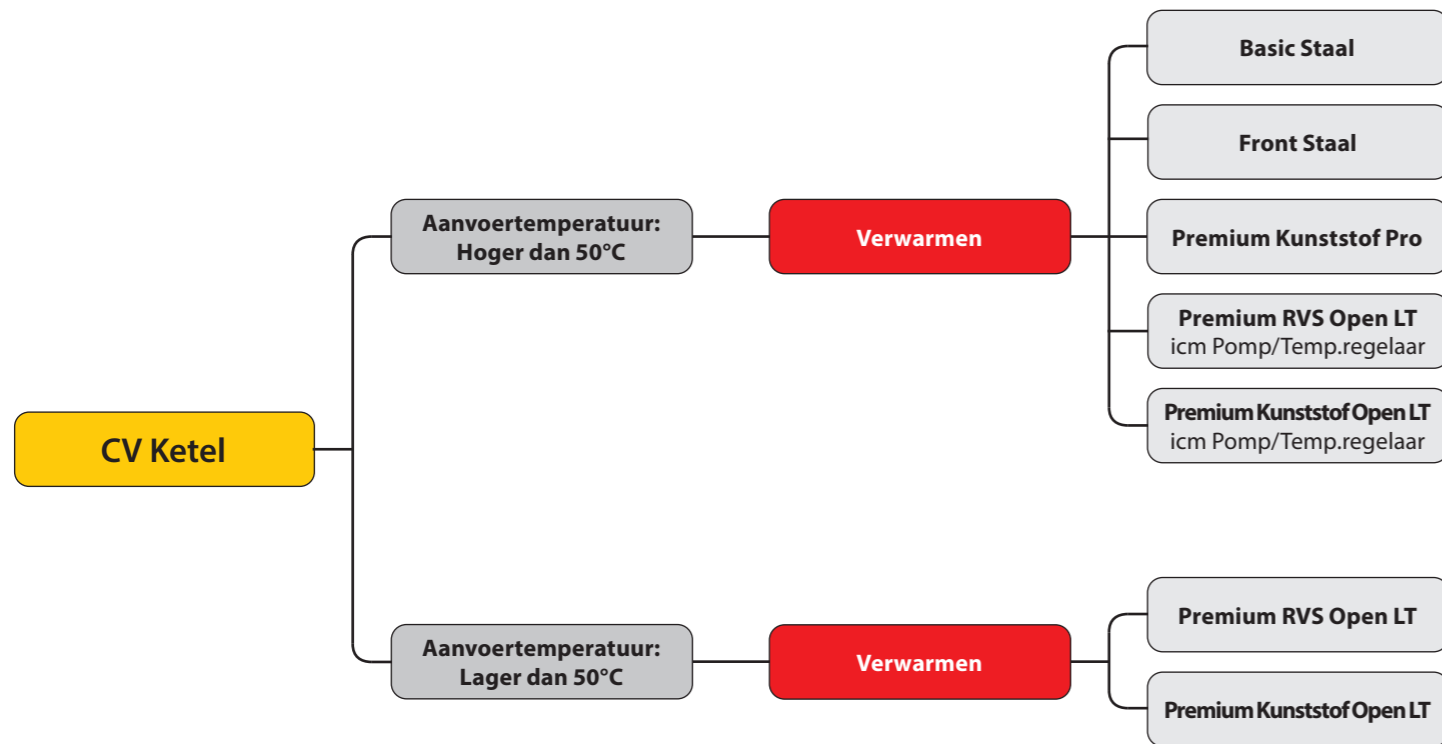 CV Ketel
Aanvoertemperatuur:
Hoger dan 50°C
Verwarmen
Basic Staal
Front Staal
Premium Kunststof Pro
Premium RVS Open LT
icm Pomp/Temp.regelaar
Premium Kunststof Open LT
icm Pomp/Temp.regelaar
Aanvoertemperatuur:
Lager dan 50°C
Verwarmen
Premium RVS Open LT
Premium Kunststof Open LT